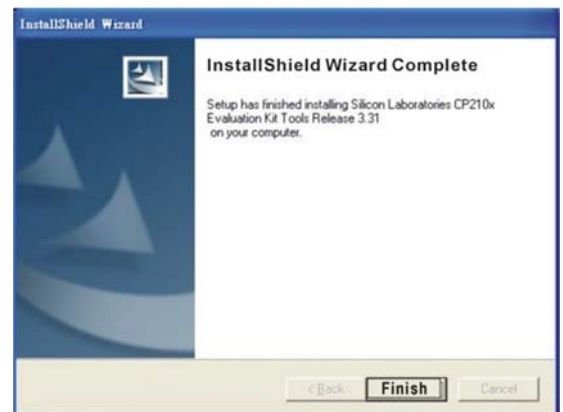 InstallShield Wizard
InstallShield Wizard Complete
Setup has finished installing Silicon Laboratories CP210x
Evaluation Kit Tools Release 3.31
on your computer.
< Back Finish Cancel